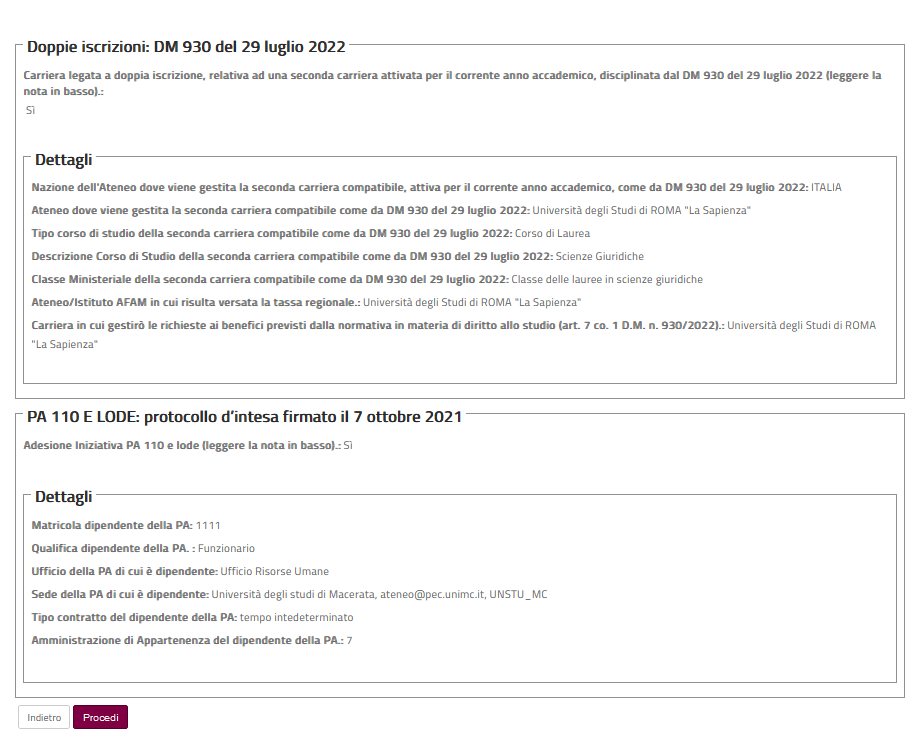 Doppie iscrizioni: DM 930 del 29 luglio 2022
Carriera legata a doppia iscrizione, relativa ad una seconda carriera attivata per il corrente anno accademico, disciplinata dal DM 930 del 29 luglio 2022 (leggere la
nota in basso).:
Sì
Dettagli
Nazione dell'Ateneo dove viene gestita la seconda carriera compatibile, attiva per il corrente anno accademico, come da DM 930 del 29 luglio 2022: ITALIA
Ateneo dove viene gestita la seconda carriera compatibile come da DM 930 del 29 luglio 2022: Università degli Studi di ROMA "La Sapienza"
Tipo corso di studio della seconda carriera compatibile come da DM 930 del 29 luglio 2022: Corso di Laurea
Descrizione Corso di Studio della seconda carriera compatibile come da DM 930 del 29 luglio 2022: Scienze Giuridiche
Classe Ministeriale della seconda carriera compatibile come da DM 930 del 29 luglio 2022: Classe delle lauree in scienze giuridiche
Ateneo/Istituto AFAM in cui risulta versata la tassa regionale.: Università degli Studi di ROMA "La Sapienza"
Carriera in cui gestirò le richieste ai benefici previsti dalla normativa in materia di diritto allo studio (art. 7 co. 1 D.M. n. 930/2022).: Università degli Studi di ROMA
"La Sapienza"
PA 110 E LODE: protocollo d'intesa firmato il 7 ottobre 2021
Adesione Iniziativa PA 110 e lode (leggere la nota in basso).: Sì
Dettagli
Matricola dipendente della PA: 1111
Qualifica dipendente della PA. : Funzionario
Ufficio della PA di cui è dipendente: Ufficio Risorse Umane
Sede della PA di cui è dipendente: Università degli studi di Macerata, ateneo@pec.unimc.it, UNSTU_MC
Tipo contratto del dipendente della PA: tempo intedeterminato
Amministrazione di Appartenenza del dipendente della PA.: 7
Indietro Procedi